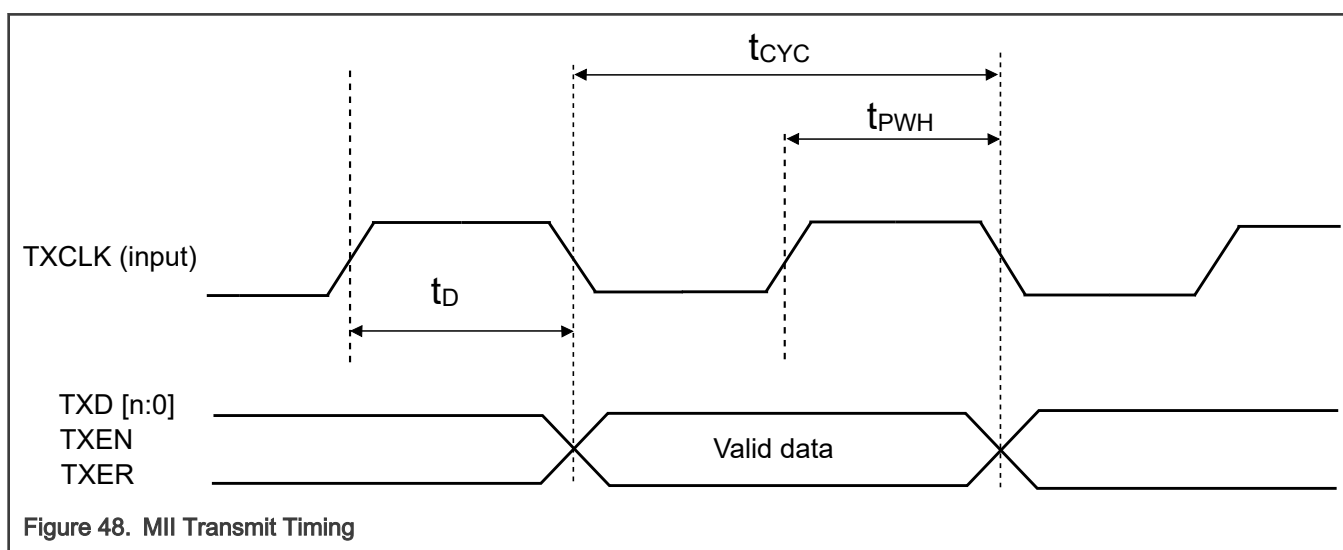 tCYC
tPWH
TXCLK (input)
tD
TXD [n:0]
TXEN
Valid data
TXER
Figure 48. MII Transmit Timing